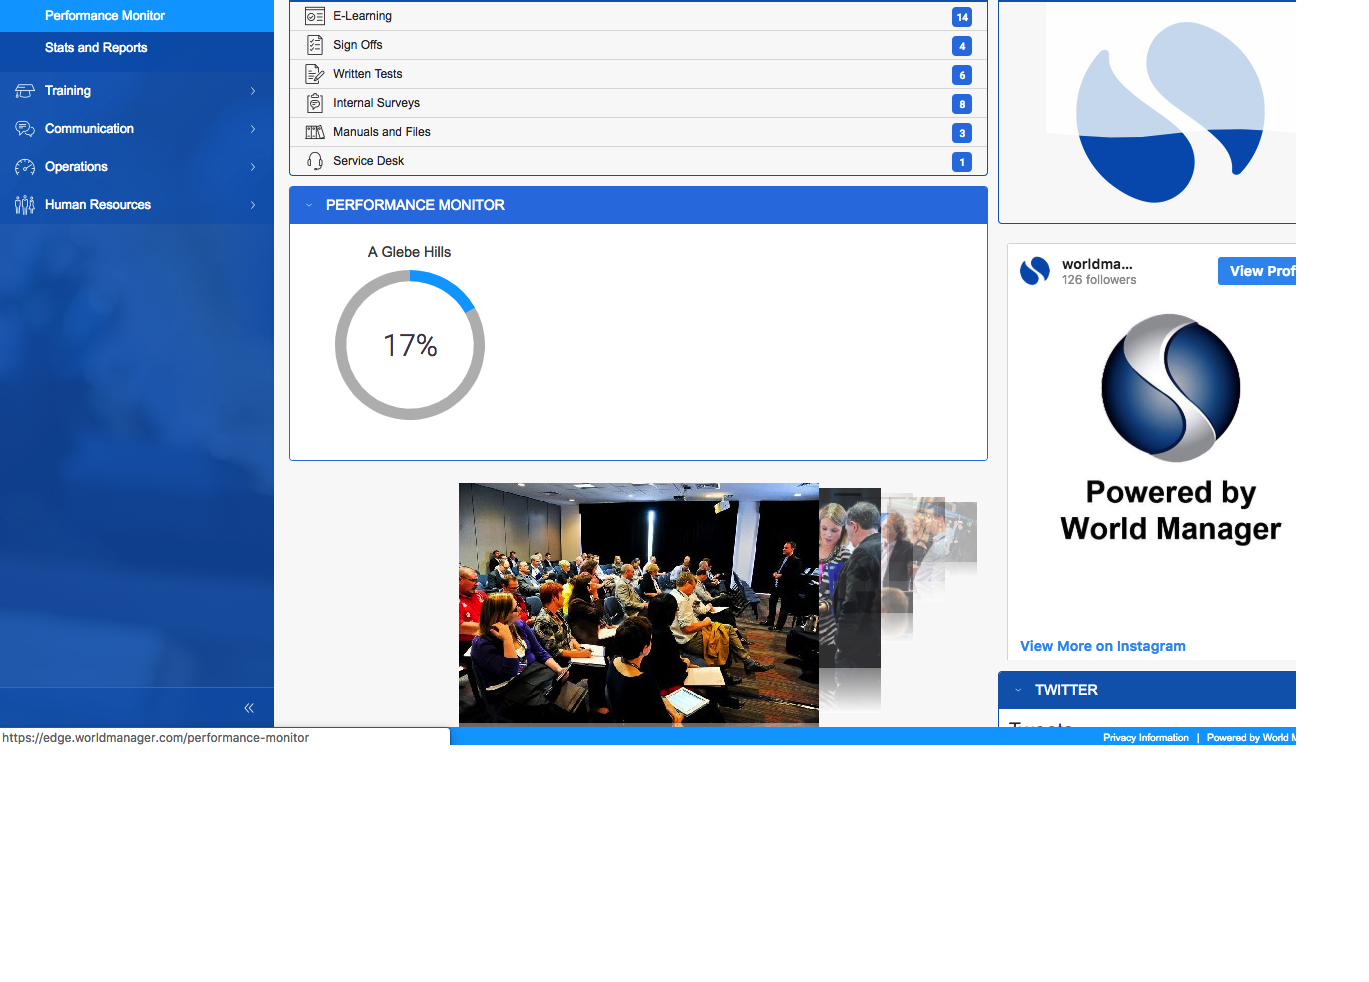 Performance Monitor
Stats and Reports
Training
Communication
Operations
Human Resources
E-Learning 14
Sign Offs 4
Written Tests 6
Internal Surveys 8
Manuals and Files 3
Service Desk 1
PERFORMANCE MONITOR
A Glebe Hills
17%
worldma...
126 followers
View Prof
Powered by
World Manager
View More on Instagram
TWITTER
Tweets
https://edge.worldmanager.com/performance-monitor
Privacy Information | Powered by World M